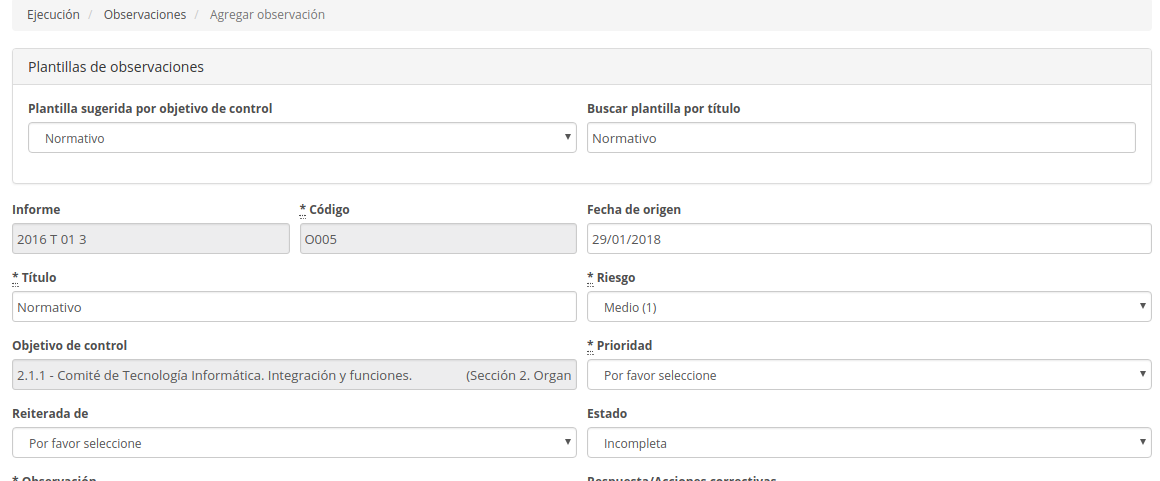 Ejecución / Observaciones / Agregar observación
Plantillas de observaciones
Plantilla sugerida por objetivo de control Buscar plantilla por título
Normativo Normativo
Informe * Código Fecha de origen
2016 T 01 3 O005 29/01/2018
* Título * Riesgo
Normativo Medio (1)
Objetivo de control * Prioridad
2.1.1 - Comité de Tecnología Informática. Integración y funciones. (Sección 2. Organ Por favor seleccione
Reiterada de Estado
Por favor seleccione Incompleta
* Observación Respuesta/Acciones correctivas